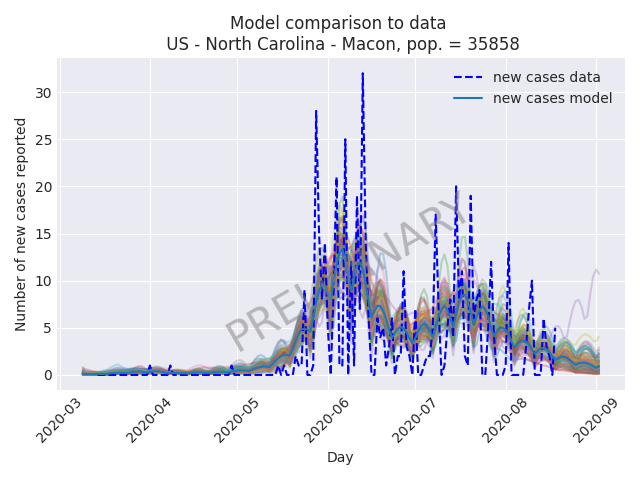 Model comparison to data
US - North Carolina - Macon, pop. = 35858
new cases data
new cases model
Number of new cases reported
30
25
20
15
10
5
0
PRELIMINARY
2020-03
2020-04
2020-05
2020-06
2020-07
2020-08
2020-09
Day